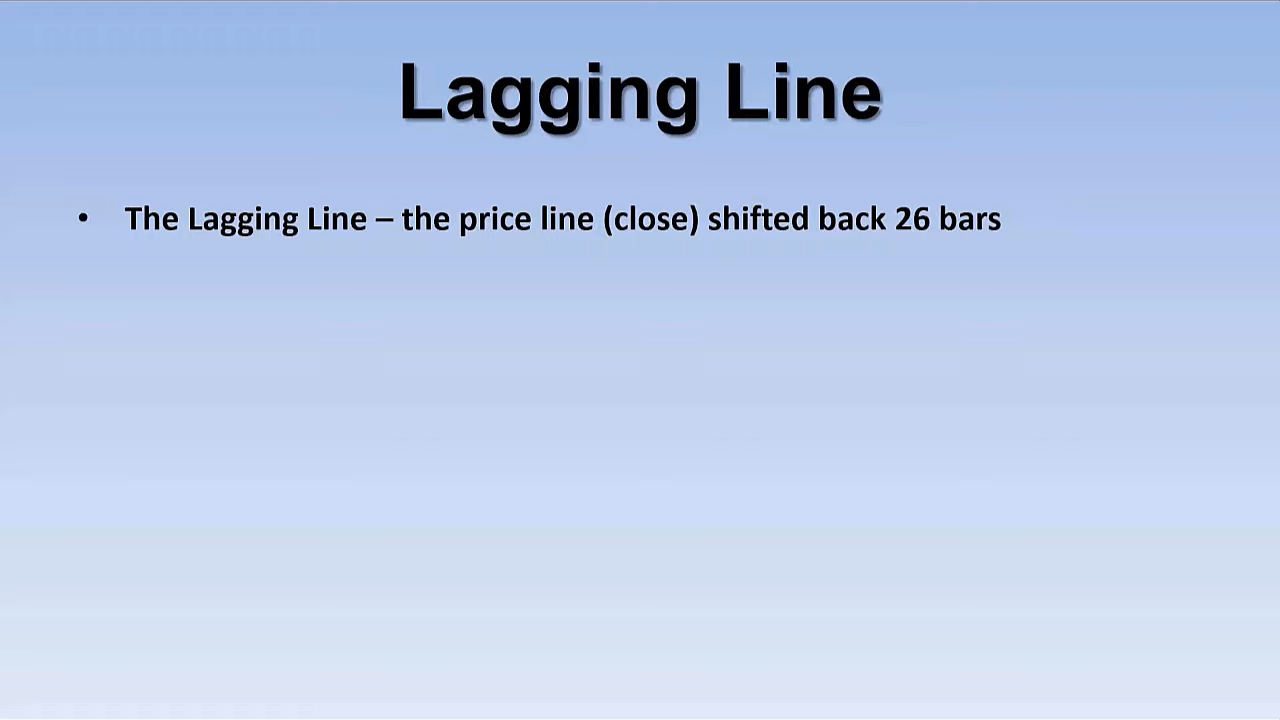 Lagging Line
• The Lagging Line – the price line (close) shifted back 26 bars